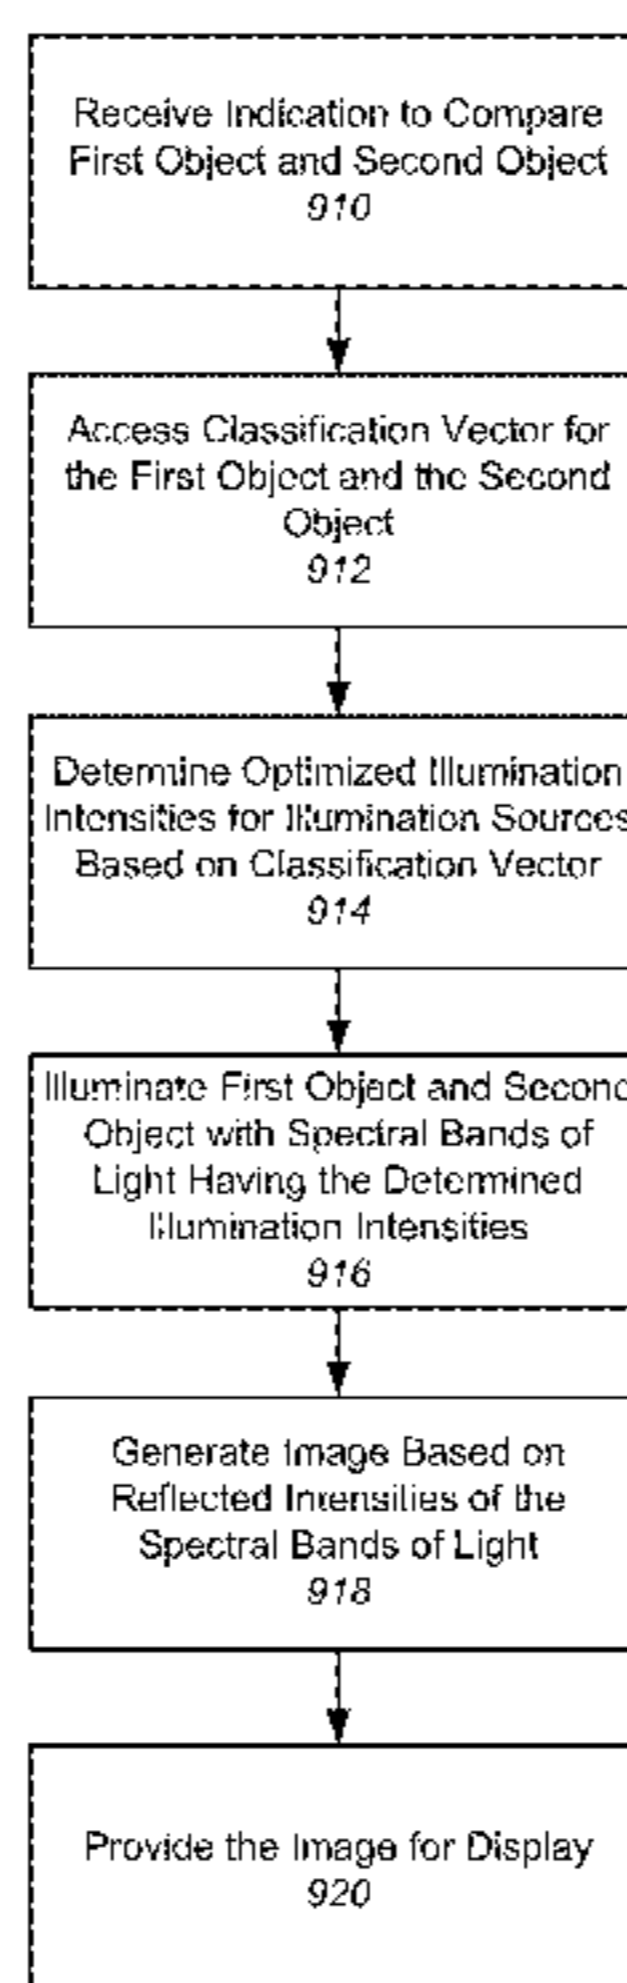 Receive Indication to Compare
First Object and Second Object
910
Access Classification Vector for
the First Object and the Second
Object
912
Determine Optimized Illumination
Intensities for Illumination Sources
Based on Classification Vector
914
Illuminate First Object and Second
Object with Spectral Bands of
Light Having the Determined
Illumination Intensities
916
Generate Image Based on
Reflected Intensities of the
Spectral Bands of Light
918
Provide the Image for Display
920